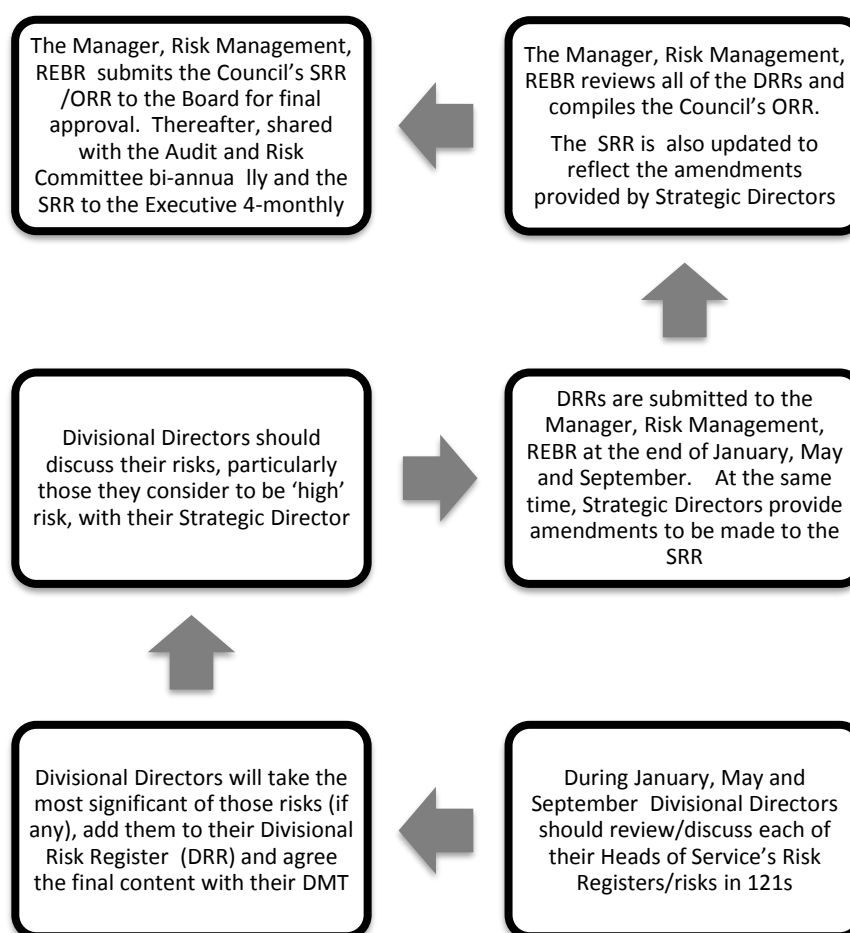 The Manager, Risk Management,
REBR submits the Council's SRR
/ORR to the Board for final
approval. Thereafter, shared
with the Audit and Risk
Committee bi-annua lly and the
SRR to the Executive 4-monthly
The Manager, Risk Management,
REBR reviews all of the DRRs and
compiles the Council's ORR.
The SRR is also updated to
reflect the amendments
provided by Strategic Directors
Divisional Directors should
discuss their risks, particularly
those they consider to be 'high'
risk, with their Strategic Director
DRRs are submitted to the
Manager, Risk Management,
REBR at the end of January, May
and September. At the same
time, Strategic Directors provide
amendments to be made to the
SRR
Divisional Directors will take the
most significant of those risks (if
any), add them to their Divisional
Risk Register (DRR) and agree
the final content with their DMT
During January, May and
September Divisional Directors
should review/discuss each of
their Heads of Service's Risk
Registers/risks in 121s